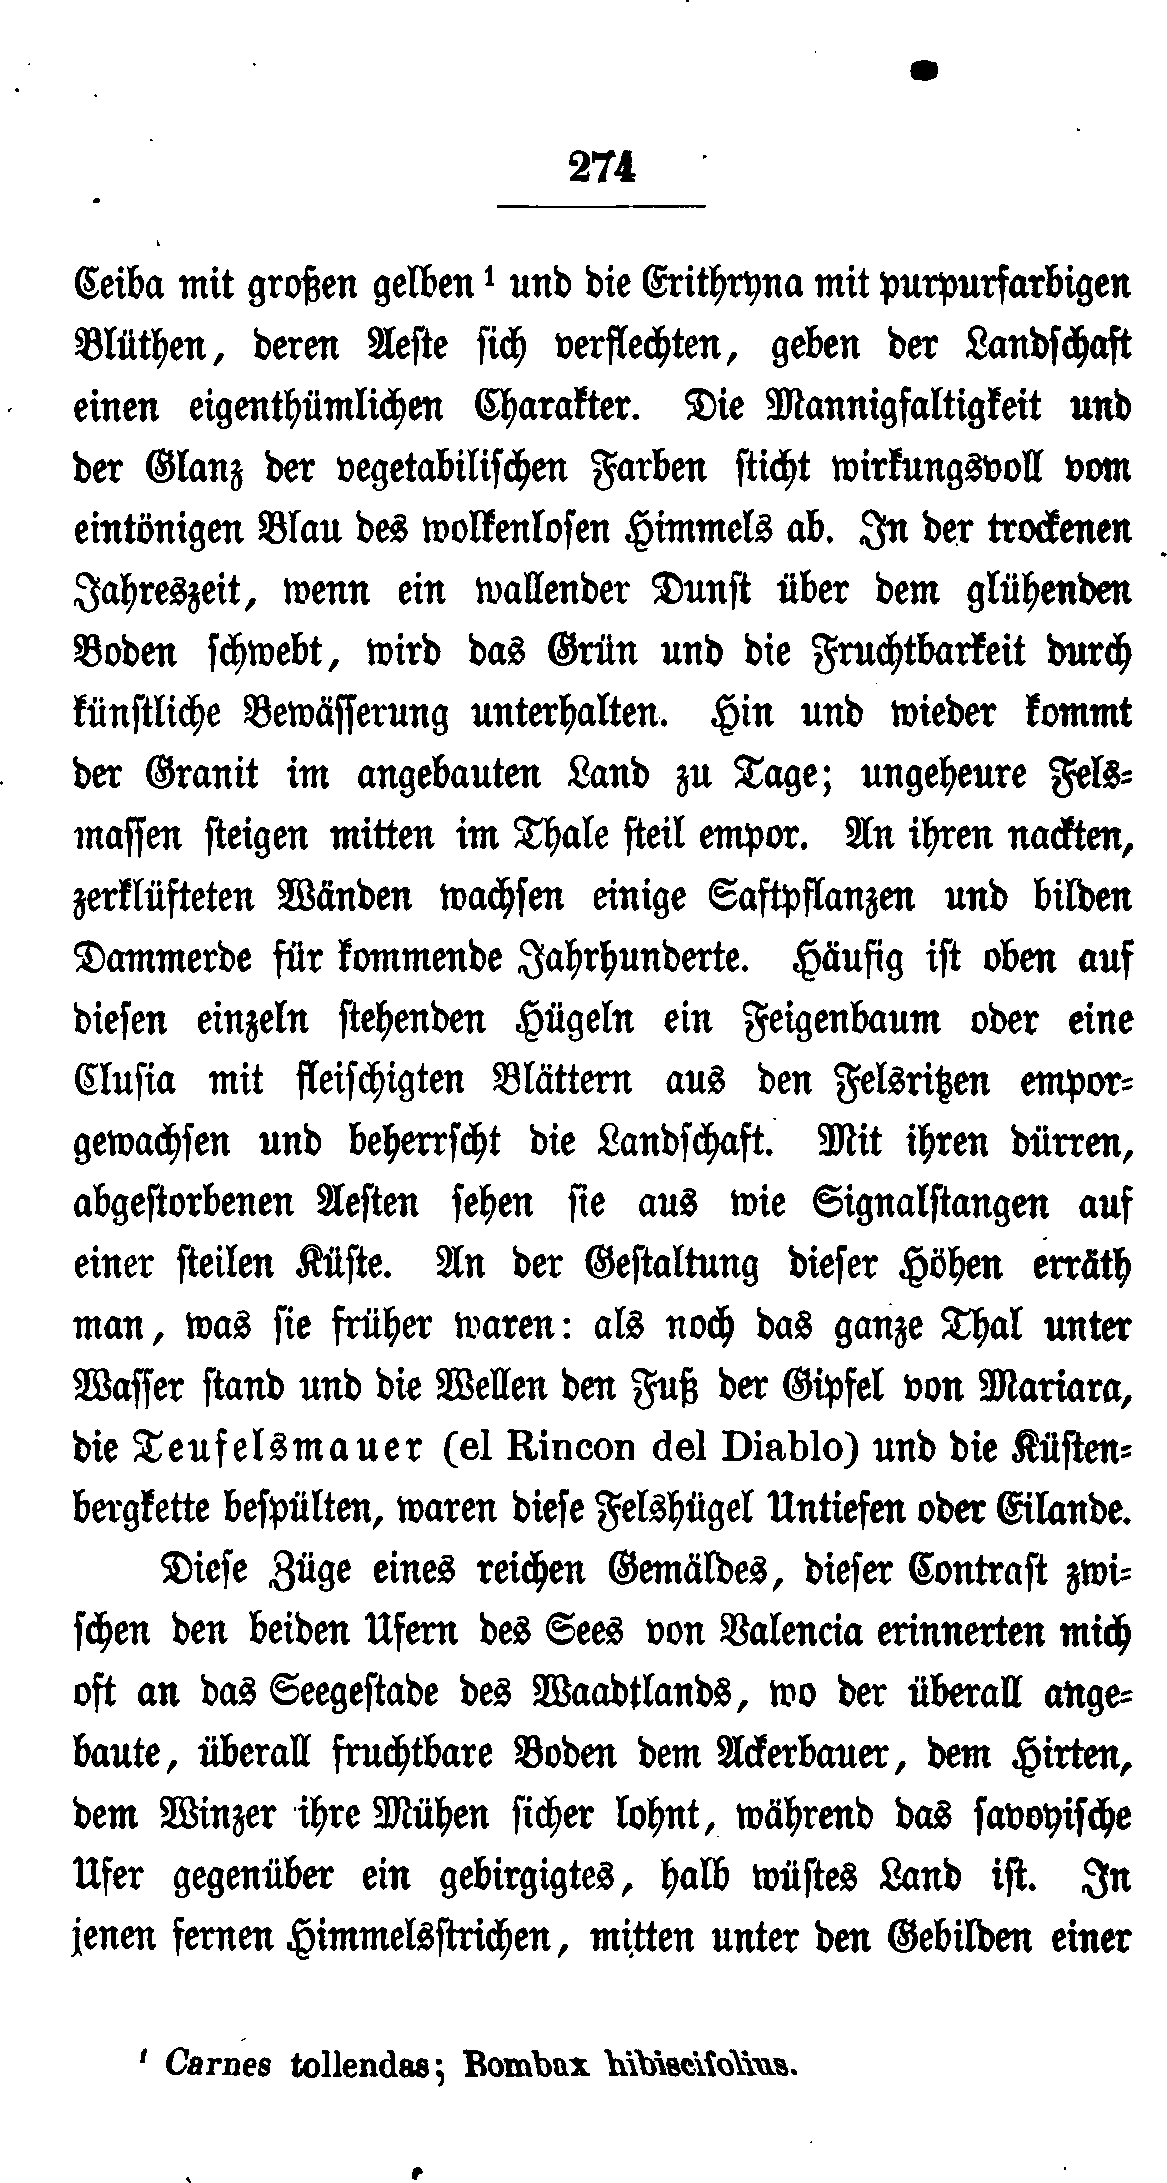 274
Ceiba mit großen gelben¹ und die Erithryna mit purpurfarbigen
Blüthen, deren Aeste sich verflechten, geben der Landschaft
einen eigenthümlichen Charakter. Die Mannigfaltigkeit und
der Glanz der vegetabilischen Farben sticht wirkungsvoll vom
eintönigen Blau des wolkenlosen Himmels ab. In der trockenen
Jahreszeit, wenn ein wallender Dunst über dem glühenden
Boden schwebt, wird das Grün und die Fruchtbarkeit durch
künstliche Bewässerung unterhalten. Hin und wieder kommt
der Granit im angebauten Land zu Tage; ungeheure Fels-
massen steigen mitten im Thale steil empor. An ihren nackten,
zerklüfteten Wänden wachsen einige Saftpflanzen und bilden
Dammerde für kommende Jahrhunderte. Häufig ist oben auf
diesen einzeln stehenden Hügeln ein Feigenbaum oder eine
Clusia mit fleischigten Blättern aus den Felsritzen empor-
gewachsen und beherrscht die Landschaft. Mit ihren dürren,
abgestorbenen Aesten sehen sie aus wie Signalstangen auf
einer steilen Küste. An der Gestaltung dieser Höhen erräth
man, was sie früher waren: als noch das ganze Thal unter
Wasser stand und die Wellen den Fuß der Gipfel von Mariara,
die Teufelsmauer (el Rincon del Diablo) und die Küsten-
bergkette bespülten, waren diese Felshügel Untiefen oder Eilande.
Diese Züge eines reichen Gemäldes, dieser Contrast zwi-
schen den beiden Ufern des Sees von Valencia erinnerten mich
oft an das Seegestade des Waadtlands, wo der überall ange-
baute, überall fruchtbare Boden dem Ackerbauer, dem Hirten,
dem Winzer ihre Mühen sicher lohnt, während das savoyische
Ufer gegenüber ein gebirgigtes, halb wüstes Land ist. In
jenen fernen Himmelsstrichen, mitten unter den Gebilden einer
¹ Carnes tollendas; Bombax hibiscifolius.